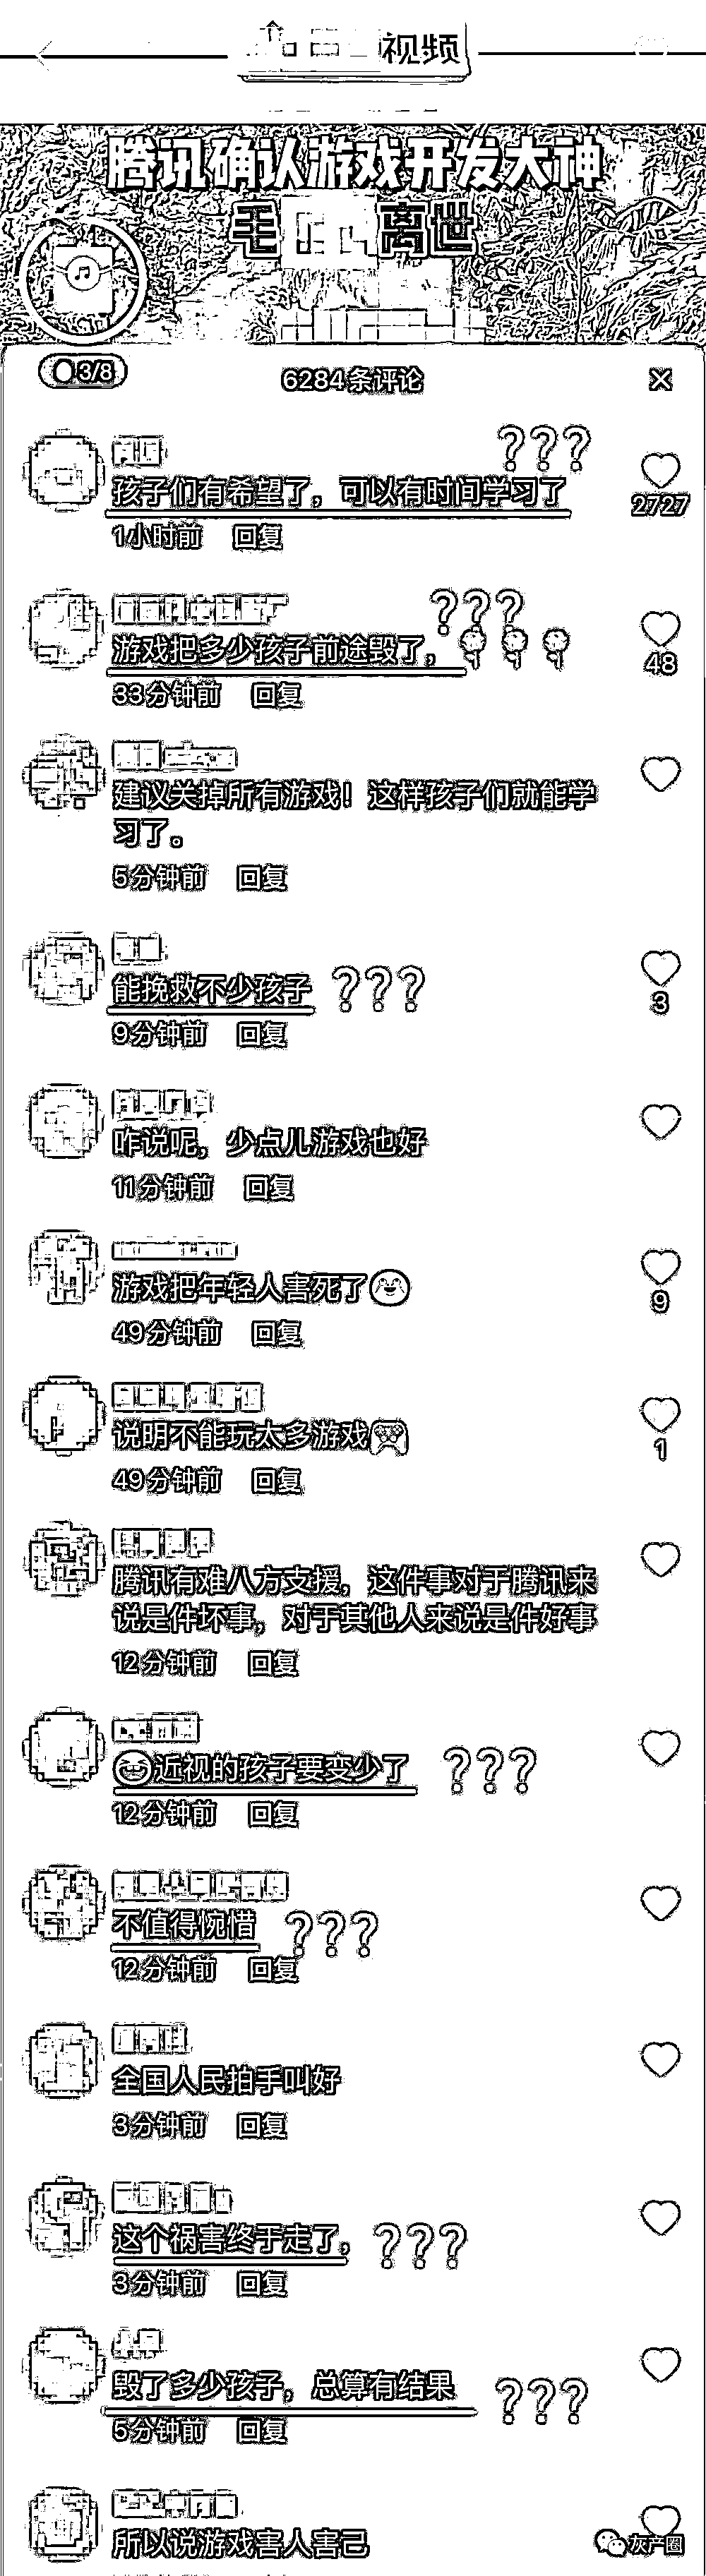 视频
腾讯确认游戏开发大神
毛 离世
3/8
6284条评论
???
孩子们有希望了，可以有时间学习了
2727
1小时前 回复
???
游戏把多少孩子前途毁了，
48
33分钟前 回复
建议关掉所有游戏！这样孩子们就能学
习了。
5分钟前 回复
能挽救不少孩子 ???
3
9分钟前 回复
咋说呢，少点儿游戏也好
11分钟前 回复
游戏把年轻人害死了
9
49分钟前 回复
说明不能玩太多游戏
1
49分钟前 回复
腾讯有难八方支援，这件事对于腾讯来
说是件坏事，对于其他人来说是件好事
12分钟前 回复
近视的孩子要变少了 ???
12分钟前 回复
不值得惋惜 ???
12分钟前 回复
全国人民拍手叫好
3分钟前 回复
这个祸害终于走了， ???
3分钟前 回复
毁了多少孩子，总算有结果 ???
5分钟前 回复
所以说游戏害人害己
灰产圈